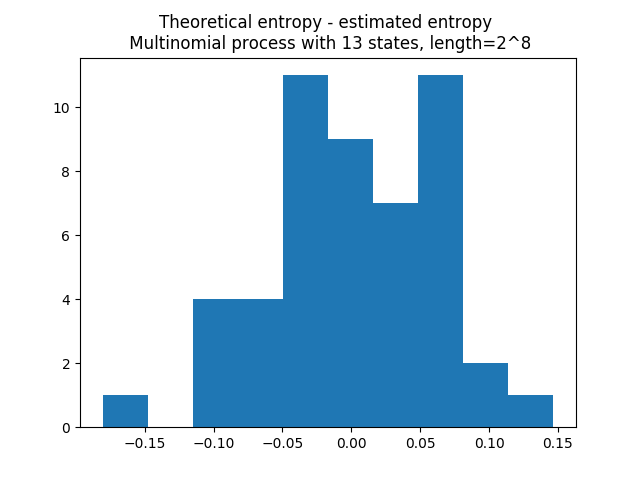 Theoretical entropy - estimated entropy
Multinomial process with 13 states, length=2^8
10
8
6
4
2
0
−0.15 −0.10 −0.05 0.00 0.05 0.10 0.15